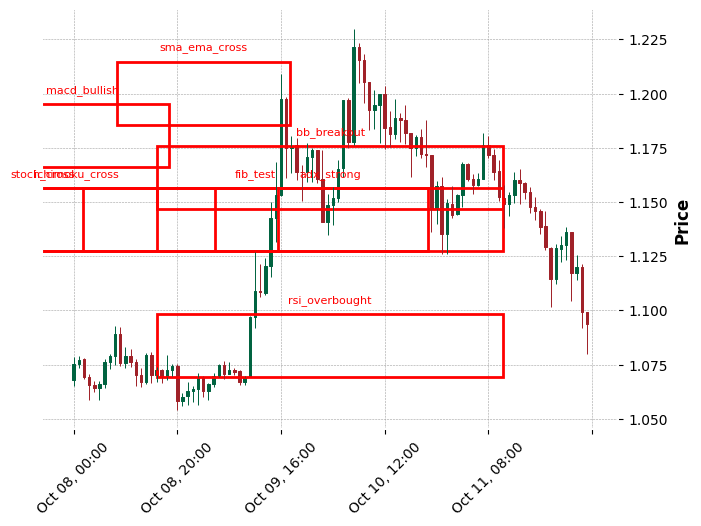 sma_ema_cross
macd_bullish
bb_breakout
stoch_cross
ichimoku_cross
fib_test
adx_strong
rsi_overbought
1.225
1.200
1.175
1.150
1.125
1.100
1.075
1.050
Price
Oct 08, 00:00
Oct 08, 20:00
Oct 09, 16:00
Oct 10, 12:00
Oct 11, 08:00